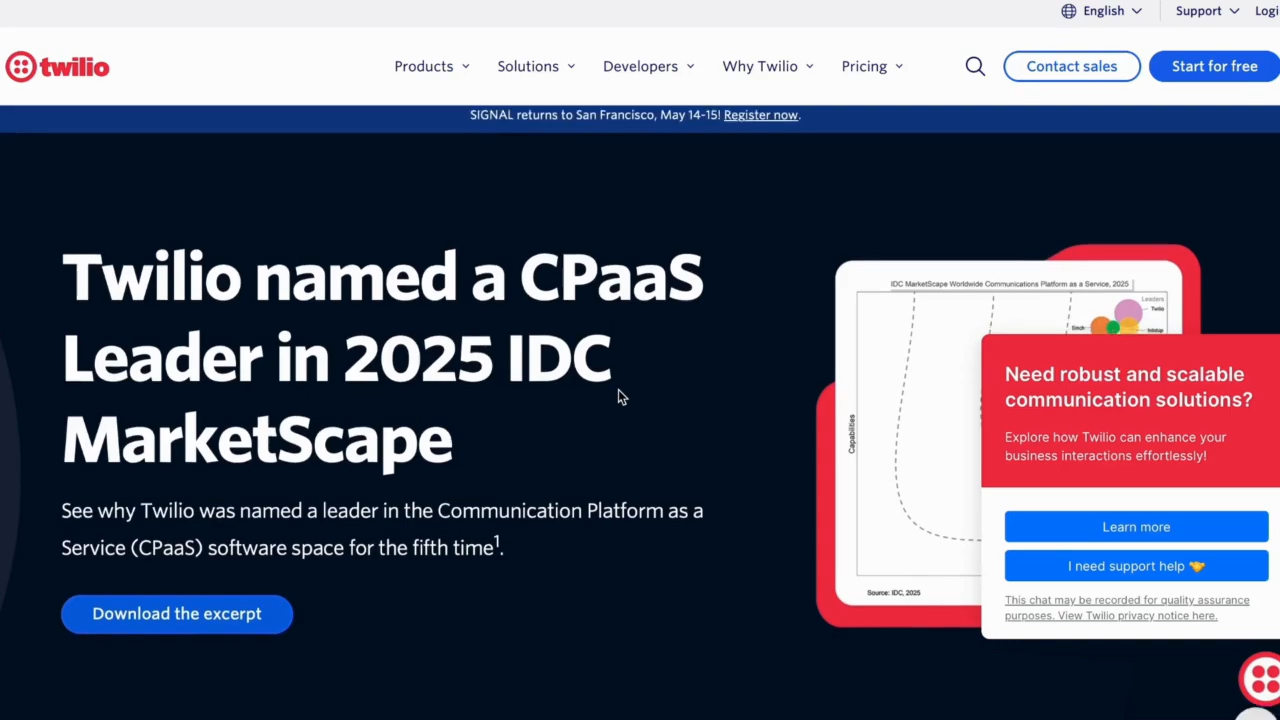 English
Support
Logi
twilio
Products
Solutions
Developers
Why Twilio
Pricing
Contact sales
Start for free
SIGNAL returns to San Francisco, May 14-15! Register now.
Twilio named a CPaaS
Leader in 2025 IDC
MarketScape
See why Twilio was named a leader in the Communication Platform as a
Service (CPaaS) software space for the fifth time¹.
Download the excerpt
IDC MarketScape Worldwide Communications Platform as a Service, 2025
Leaders
Twilio
Sinch
Infobip
Capabilities
Source: IDC, 2025
Need robust and scalable
communication solutions?
Explore how Twilio can enhance your
business interactions effortlessly!
Learn more
I need support help 🤝
This chat may be recorded for quality assurance
purposes. View Twilio privacy notice here.